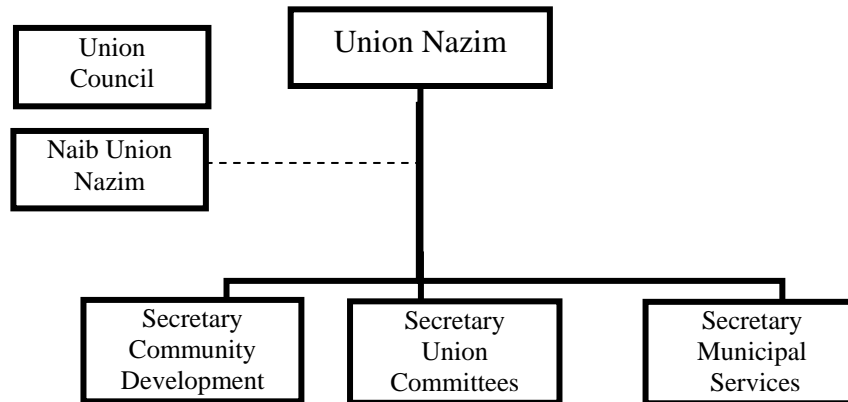 Union
Council
Union Nazim
Naib Union
Nazim
Secretary
Community
Development
Secretary
Union
Committees
Secretary
Municipal
Services